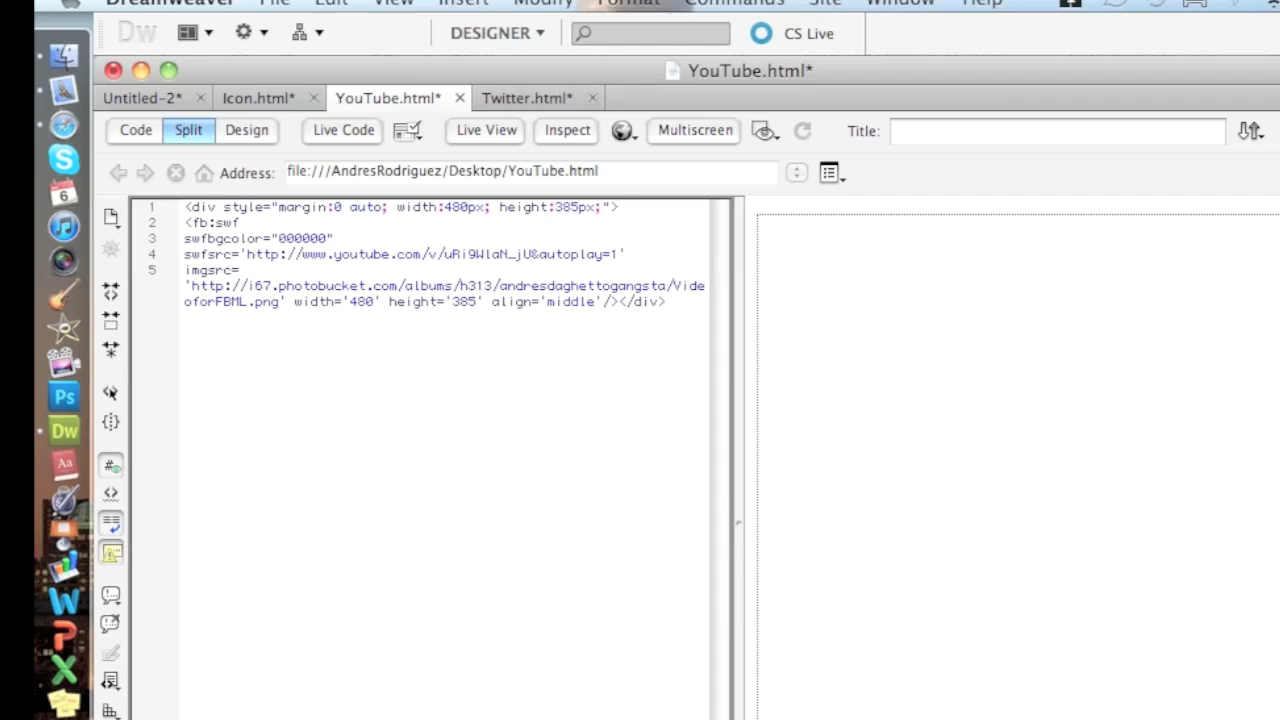 Dreamweaver File Edit View Insert Modify Format Commands Site Window Help
Dw DESIGNER CS Live
YouTube.html*
Untitled-2* Icon.html* YouTube.html* Twitter.html*
Code Split Design Live Code Live View Inspect Multiscreen Title:
Address: file:///AndresRodriguez/Desktop/YouTube.html
1 <div style="margin:0 auto; width:480px; height:385px;">
2 <fb:swf
3 swfbgcolor="000000"
4 swfsrc='http://www.youtube.com/v/uRi9WlaN_jU&autoplay=1'
5 imgsrc=
'http://i67.photobucket.com/albums/h313/andresdaghettogangsta/Vide
oforFBML.png' width='480' height='385' align='middle'/></div>
6
Ps
Dw
Aa